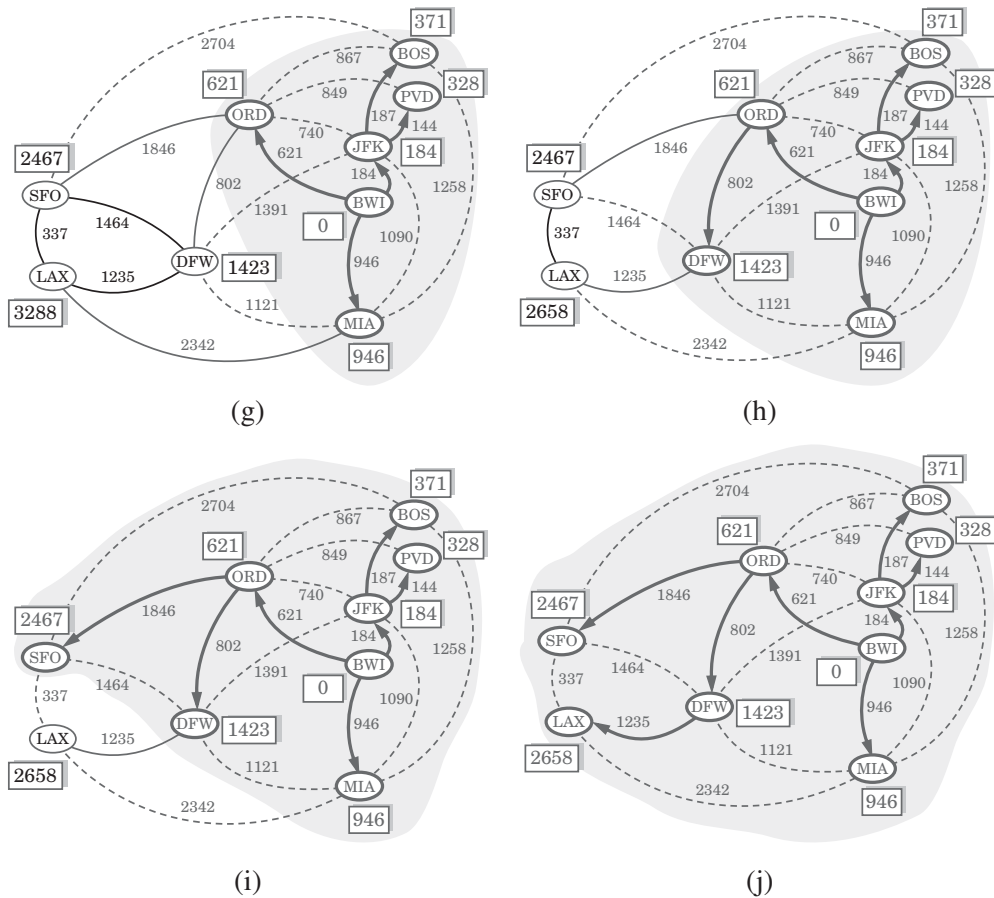 371
2704
BOS
867
328
621
849
PVD
ORD
187
144
740
JFK
2467
1846
621
184
184
1258
SFO
BWI
802
1391
1464
0
337
1090
DFW
1423
946
LAX
1235
1121
3288
MIA
2342
946
(g)
371
2704
BOS
867
328
621
849
PVD
ORD
187
144
740
JFK
2467
1846
621
184
184
1258
SFO
BWI
802
1391
1464
0
337
1090
DFW
1423
946
LAX
1235
1121
2658
MIA
2342
946
(h)
371
2704
BOS
867
328
621
849
PVD
ORD
187
144
740
JFK
2467
1846
621
184
184
1258
SFO
BWI
802
1391
1464
0
337
1090
DFW
1423
946
LAX
1235
1121
2658
MIA
2342
946
(i)
371
2704
BOS
867
328
621
849
PVD
ORD
187
144
740
JFK
2467
1846
621
184
184
1258
SFO
BWI
802
1391
1464
0
337
1090
DFW
1423
946
LAX
1235
1121
2658
MIA
2342
946
(j)